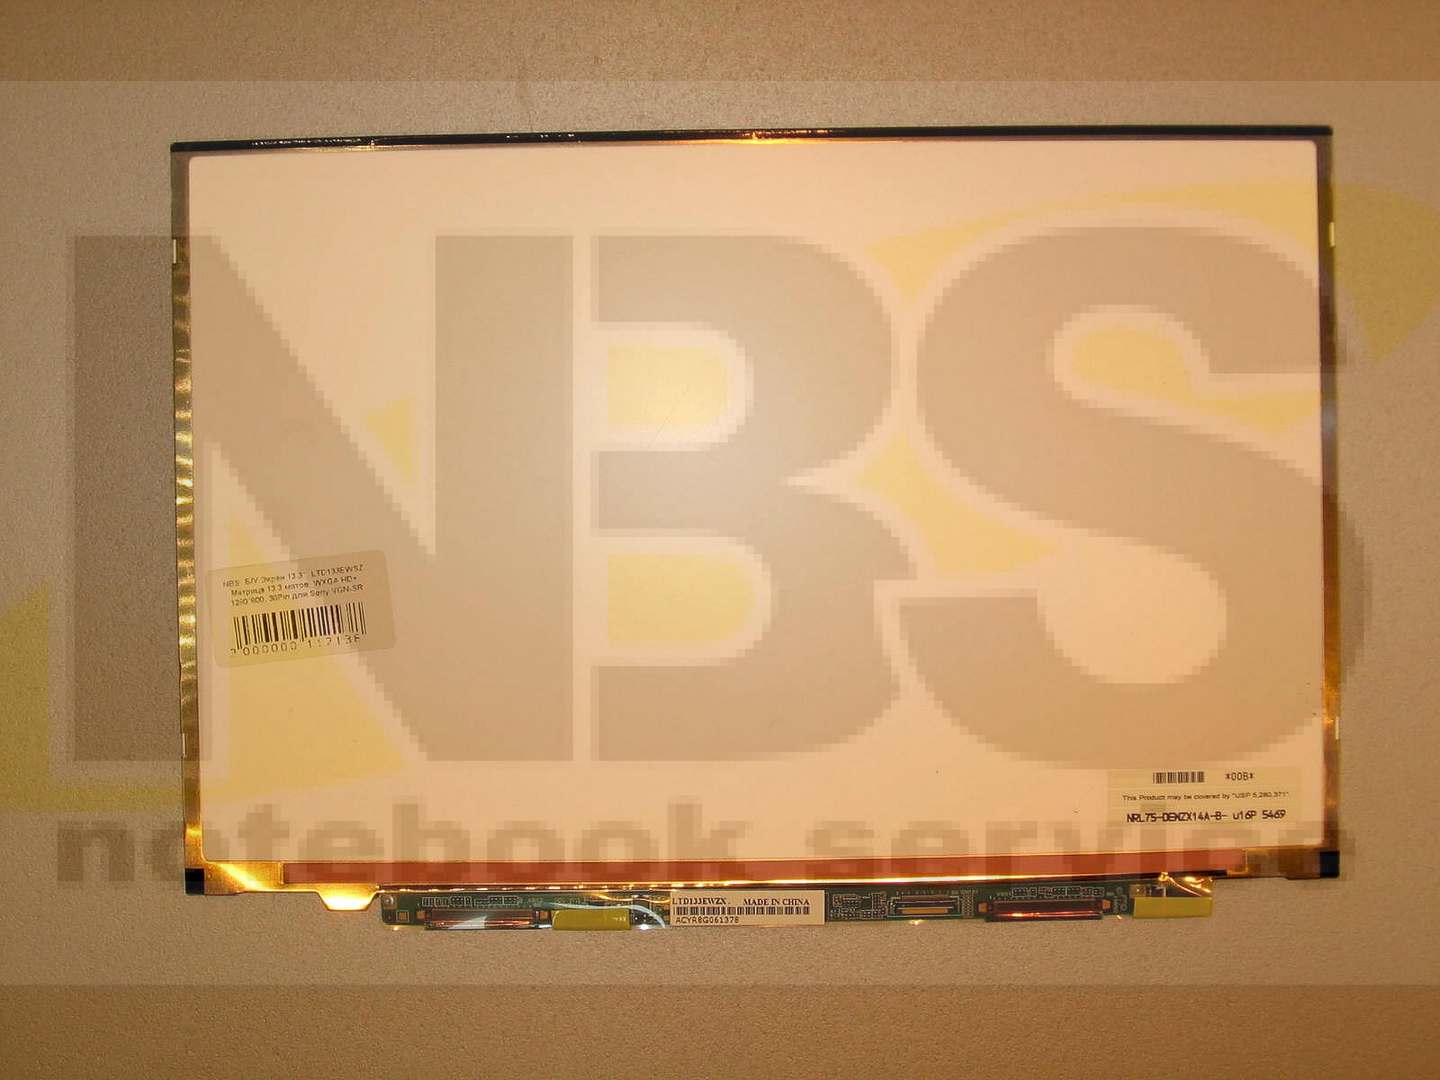 NBS
notebook service
NBS Б/У Экран 13.3" LTD133EWSZ
Матрица 13.3 матов. WXGA HD+
1280*800, 30Pin для Sony VGN-SR
*00B*
This Product may be covered by "USP 5,280,371".
NRL75-DEWZX14A-B- u16P 5469
LTD133EWZX. MADE IN CHINA
ACYR8G061378